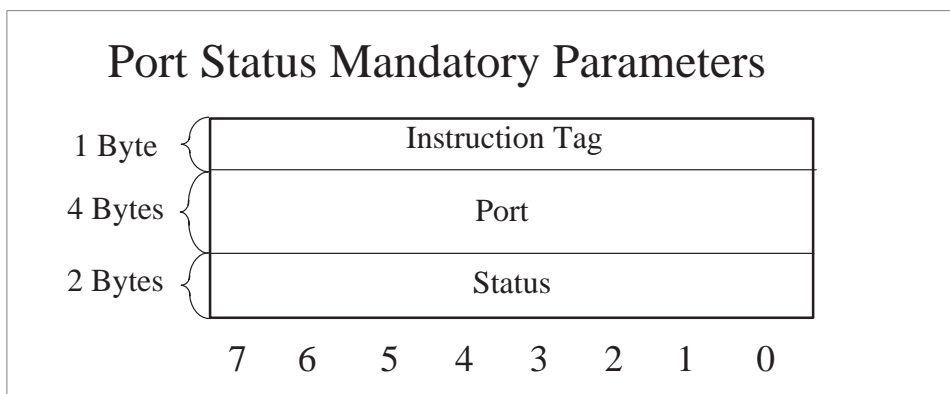 Port Status Mandatory Parameters
1 Byte Instruction Tag
4 Bytes Port
2 Bytes Status
7 6 5 4 3 2 1 0